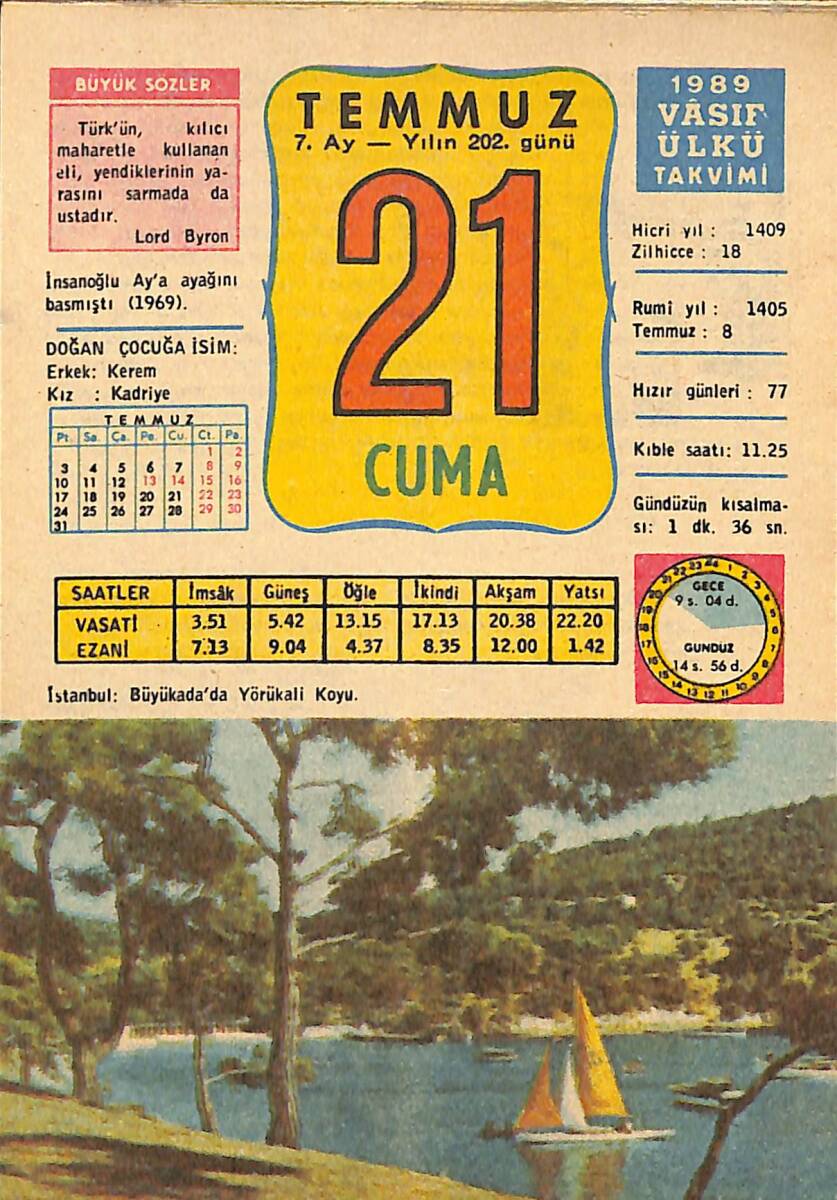 BÜYÜK SÖZLER
Türk'ün, kılıcı
maharetle kullanan
eli, yendiklerinin ya-
rasını sarmada da
ustadır.
Lord Byron
İnsanoğlu Ay'a ayağını
basmıştı (1969).
DOĞAN ÇOCUĞA İSİM:
Erkek: Kerem
Kız : Kadriye
TEMMUZ
Pt. Sa. Ça. Pe. Cu. Ct. Pa.
1 2
3 4 5 6 7 8 9
10 11 12 13 14 15 16
17 18 19 20 21 22 23
24 25 26 27 28 29 30
31
TEMMUZ
7. Ay — Yılın 202. günü
21
CUMA
1989
VÂSIF
ÜLKÜ
TAKVİMİ
Hicri yıl : 1409
Zilhicce : 18
Rumi yıl : 1405
Temmuz : 8
Hızır günleri : 77
Kıble saatı: 11.25
Gündüzün kısalma-
sı: 1 dk. 36 sn.
SAATLER İmsâk Güneş Öğle İkindi Akşam Yatsı
VASATİ 3.51 5.42 13.15 17.13 20.38 22.20
EZANİ 7.13 9.04 4.37 8.35 12.00 1.42
GECE
9 s. 04 d.
GÜNDÜZ
14 s. 56 d.
İstanbul: Büyükada'da Yörükali Koyu.